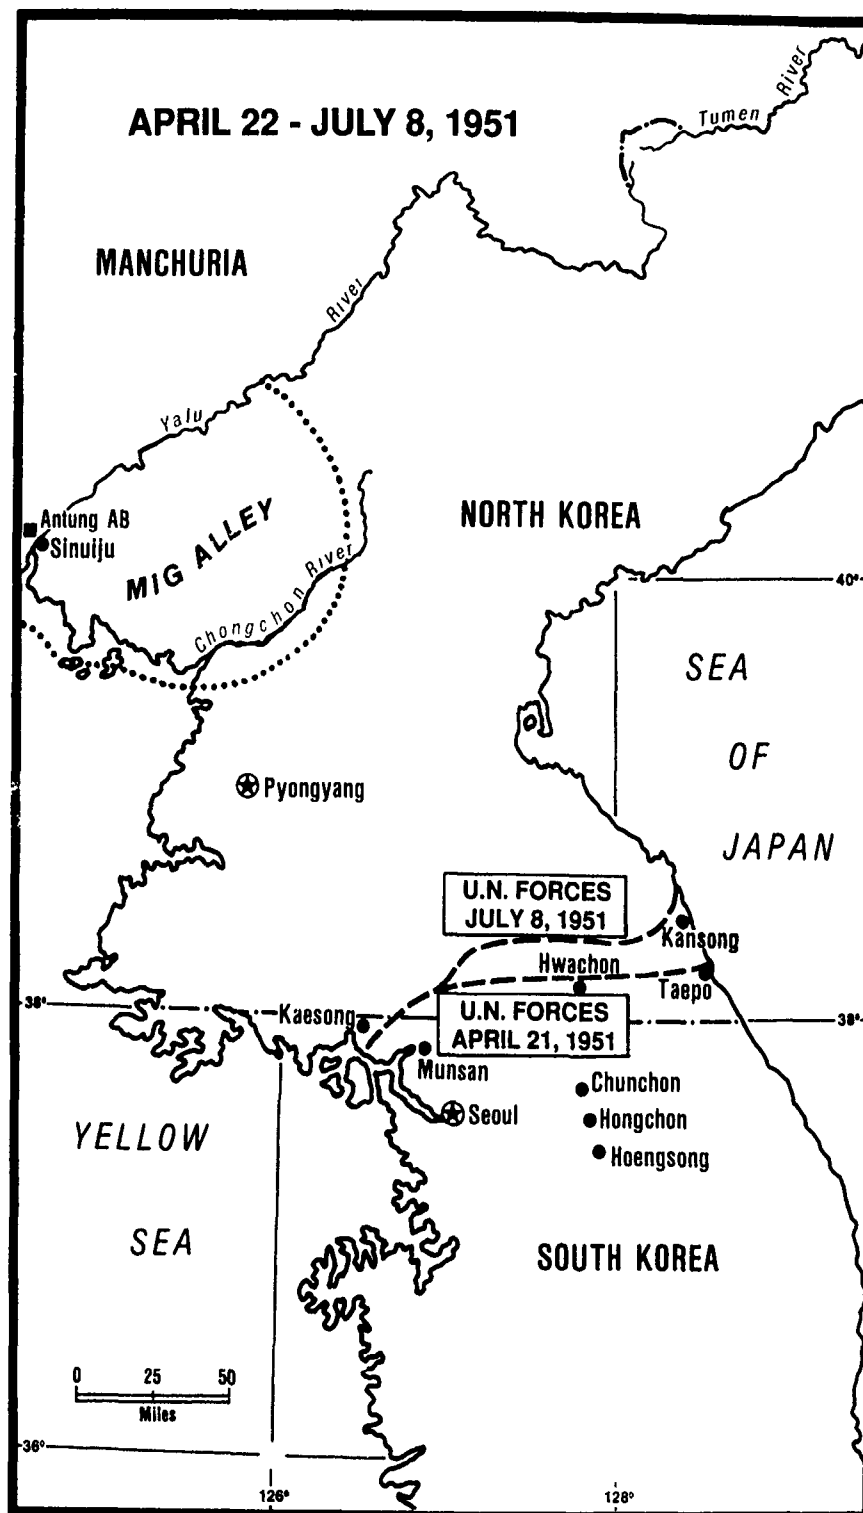 APRIL 22 - JULY 8, 1951
Tumen River
MANCHURIA
Yalu River
Antung AB
Sinuiju
MIG ALLEY
Chongchon River
NORTH KOREA
40°
SEA
OF
JAPAN
Pyongyang
U.N. FORCES
JULY 8, 1951
Kansong
Hwachon
Taepo
38°
Kaesong
U.N. FORCES
APRIL 21, 1951
38°
Munsan
Chunchon
Seoul
Hongchon
Hoengsong
YELLOW
SEA
SOUTH KOREA
0 25 50
Miles
36°
126° 128°